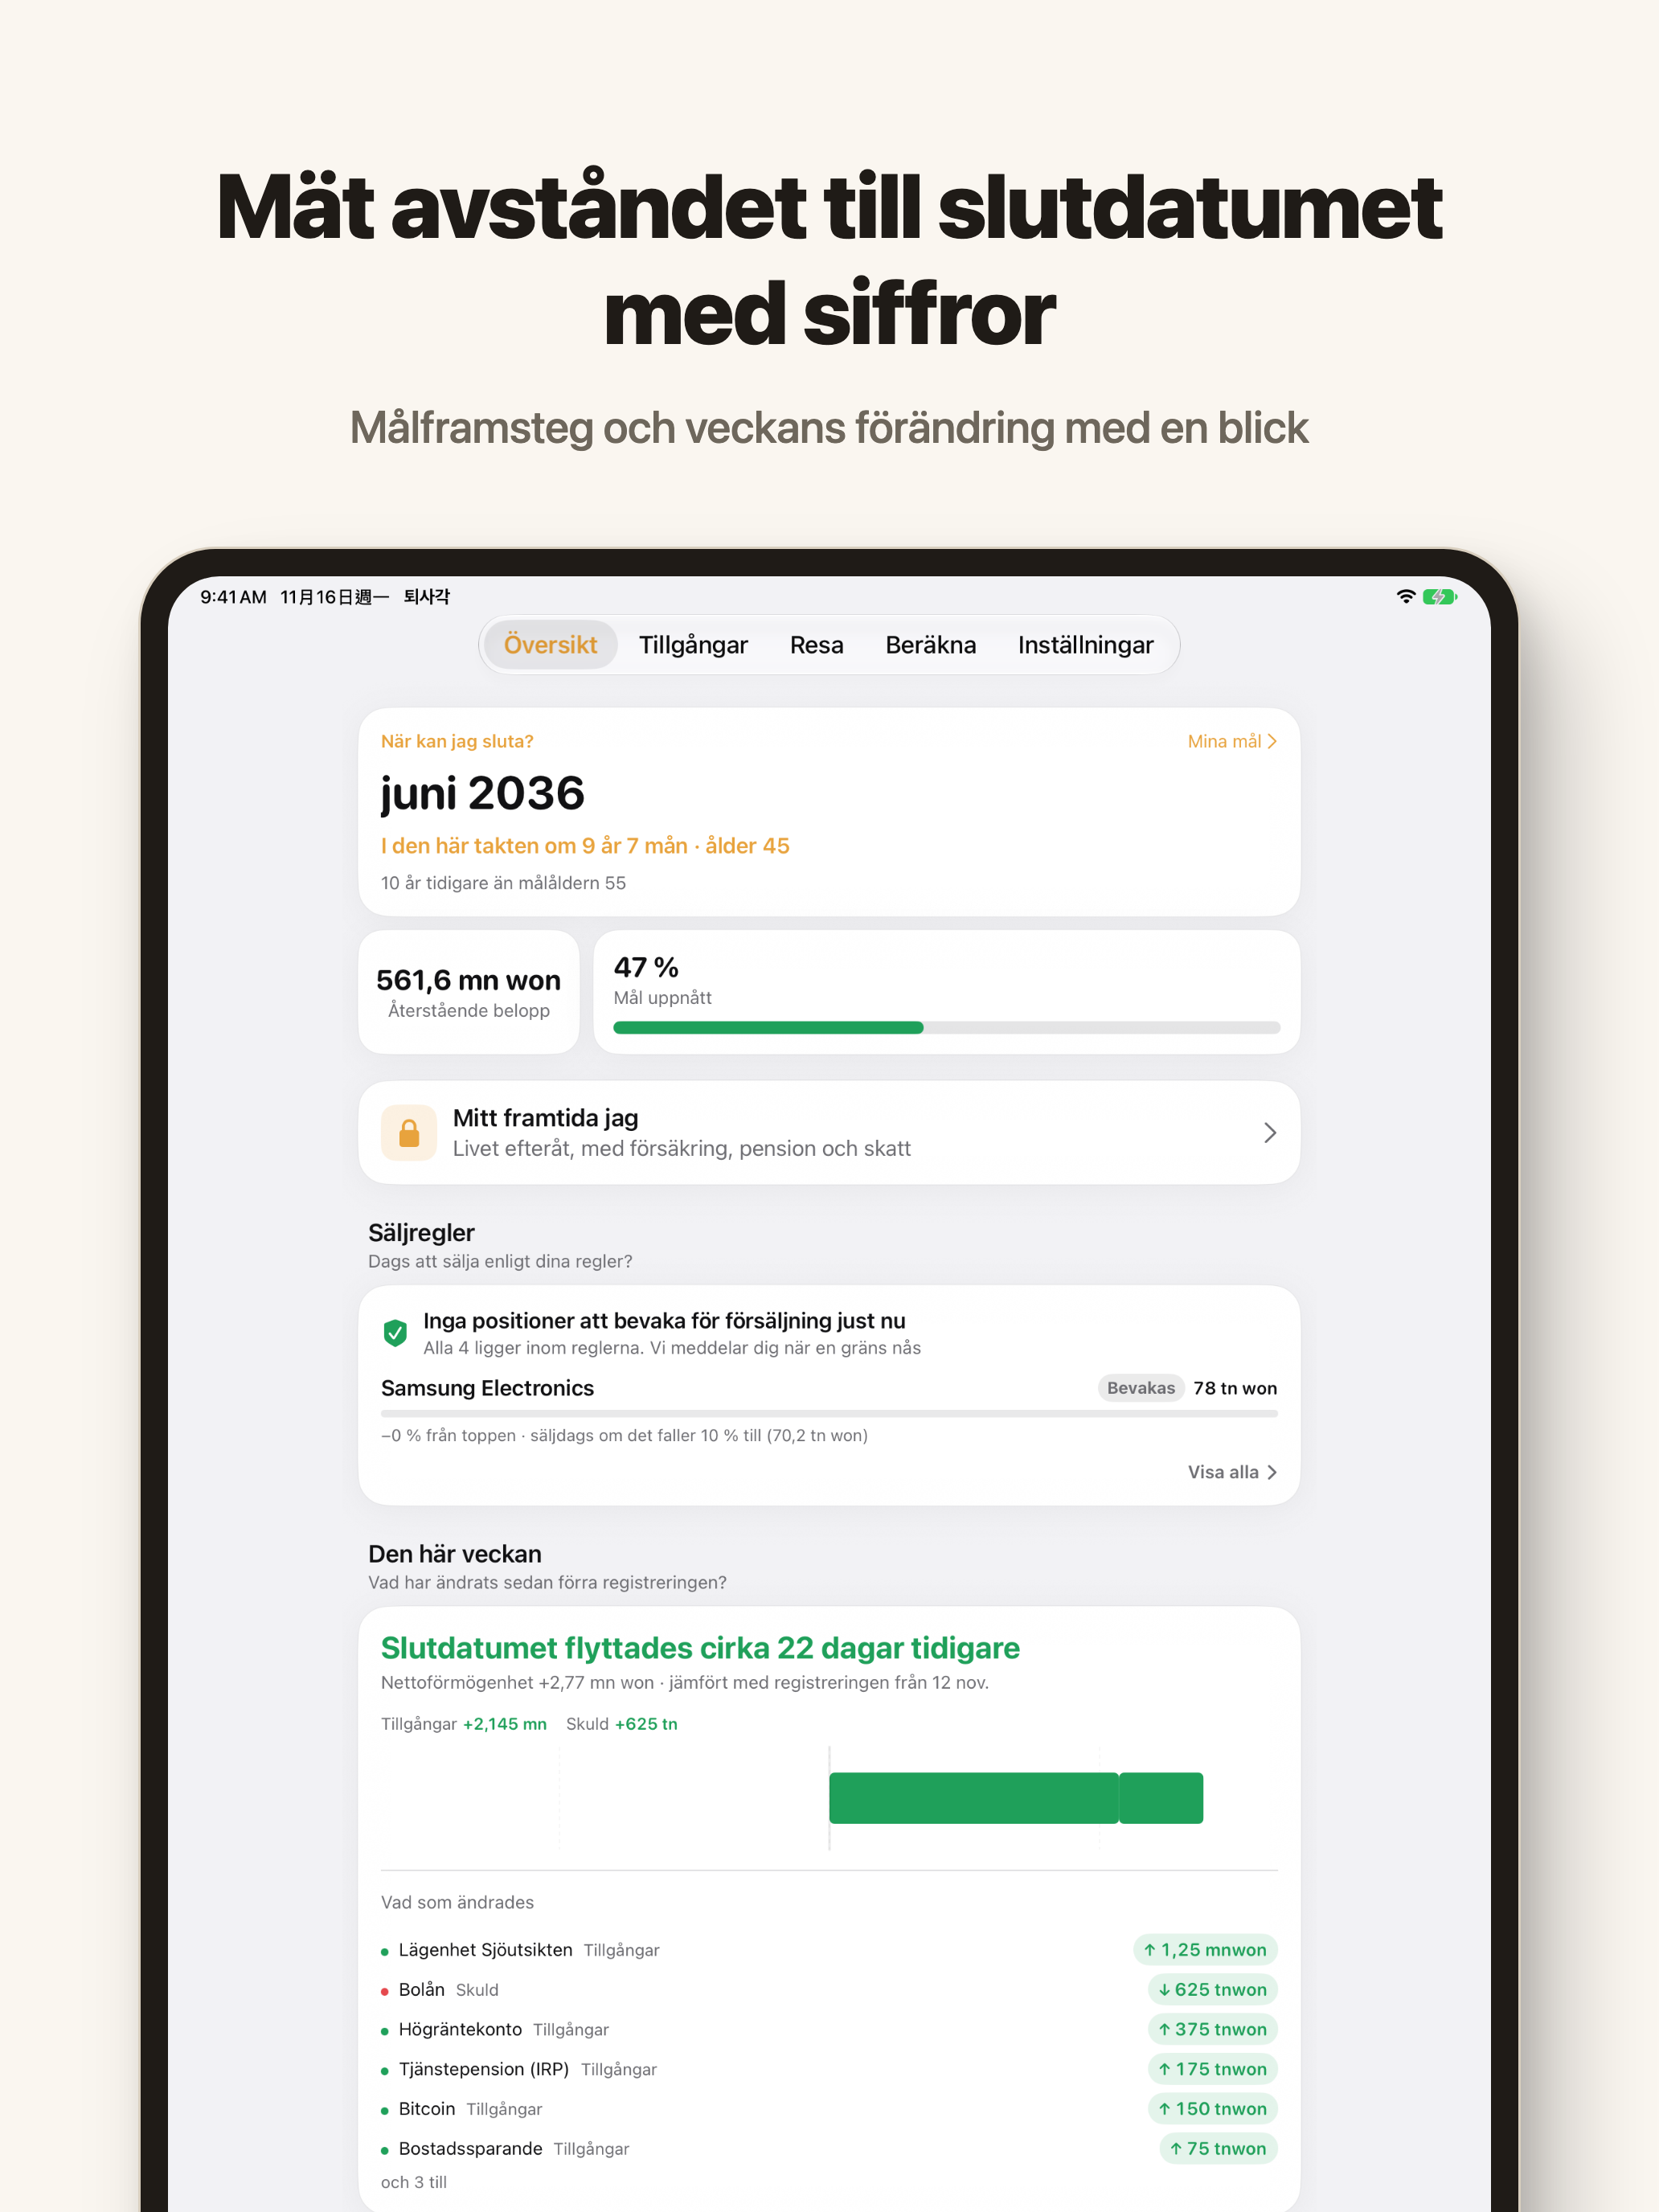 Mät avståndet till slutdatumet
med siffror
Målframsteg och veckans förändring med en blick
9:41 AM 11月16日週一 퇴사각
Översikt Tillgångar Resa Beräkna Inställningar
När kan jag sluta? Mina mål
juni 2036
I den här takten om 9 år 7 mån · ålder 45
10 år tidigare än målåldern 55
561,6 mn won
Återstående belopp
47 %
Mål uppnått
Mitt framtida jag
Livet efteråt, med försäkring, pension och skatt
Säljregler
Dags att sälja enligt dina regler?
Inga positioner att bevaka för försäljning just nu
Alla 4 ligger inom reglerna. Vi meddelar dig när en gräns nås
Samsung Electronics Bevakas 78 tn won
−0 % från toppen · säljdags om det faller 10 % till (70,2 tn won)
Visa alla
Den här veckan
Vad har ändrats sedan förra registreringen?
Slutdatumet flyttades cirka 22 dagar tidigare
Nettoförmögenhet +2,77 mn won · jämfört med registreringen från 12 nov.
Tillgångar +2,145 mn Skuld +625 tn
Vad som ändrades
Lägenhet Sjöutsikten Tillgångar ↑ 1,25 mnwon
Bolån Skuld ↓ 625 tnwon
Högräntekonto Tillgångar ↑ 375 tnwon
Tjänstepension (IRP) Tillgångar ↑ 175 tnwon
Bitcoin Tillgångar ↑ 150 tnwon
Bostadssparande Tillgångar ↑ 75 tnwon
och 3 till